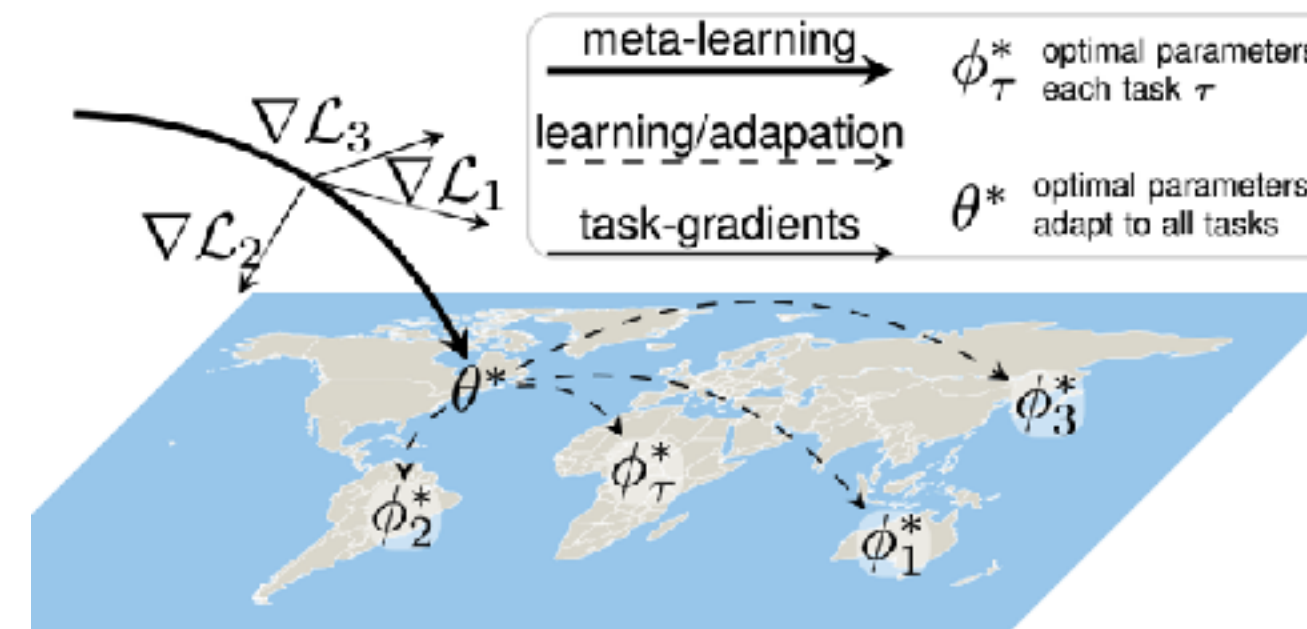 meta-learning
ϕ*τ optimal parameters
each task τ
∇ℒ3
learning/adapation
∇ℒ1
θ* optimal parameters
adapt to all tasks
∇ℒ2
task-gradients
θ*
ϕ*3
ϕ*τ
ϕ*2
ϕ*1